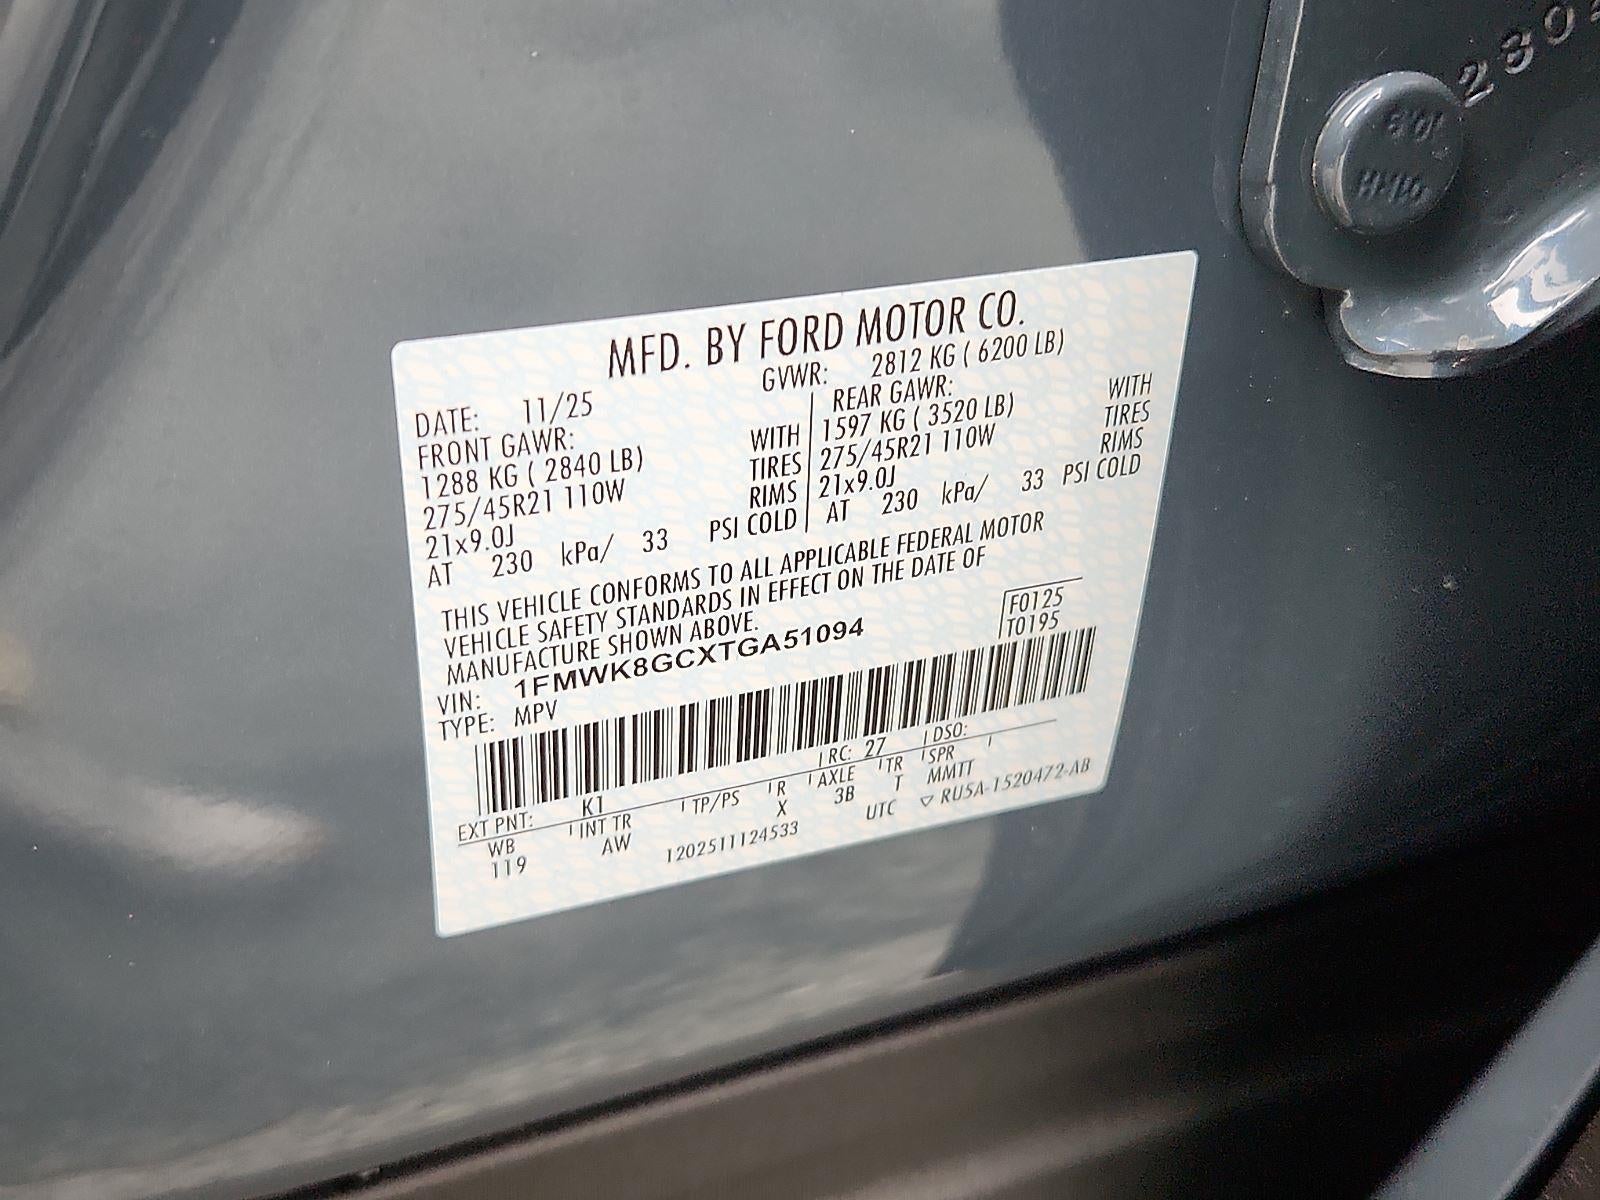 MFD. BY FORD MOTOR CO.
DATE: 11/25 GVWR: 2812 KG ( 6200 LB)
FRONT GAWR: REAR GAWR:
1288 KG ( 2840 LB) WITH 1597 KG ( 3520 LB) WITH
275/45R21 110W TIRES 275/45R21 110W TIRES
21x9.0J RIMS 21x9.0J RIMS
AT 230 kPa/ 33 PSI COLD AT 230 kPa/ 33 PSI COLD
THIS VEHICLE CONFORMS TO ALL APPLICABLE FEDERAL MOTOR
VEHICLE SAFETY STANDARDS IN EFFECT ON THE DATE OF
MANUFACTURE SHOWN ABOVE.
F0125
T0195
VIN: 1FMWK8GCXTGA51094
TYPE: MPV
EXT PNT: K1 RC: 27 DSO:
WB INT TR TP/PS R AXLE TR SPR
119 AW X 3B T MMTT
1202511124533 UTC ▽ RU5A-1520472-AB